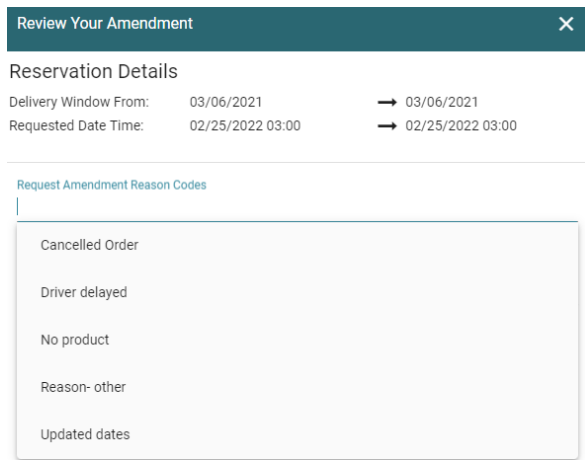 Review Your Amendment
Reservation Details
Delivery Window From: 03/06/2021 → 03/06/2021
Requested Date Time: 02/25/2022 03:00 → 02/25/2022 03:00
Request Amendment Reason Codes
Cancelled Order
Driver delayed
No product
Reason- other
Updated dates